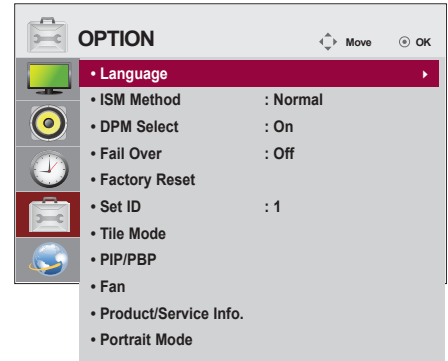 OPTION Move OK
• Language
• ISM Method : Normal
• DPM Select : On
• Fail Over : Off
• Factory Reset
• Set ID : 1
• Tile Mode
• PIP/PBP
• Fan
• Product/Service Info.
• Portrait Mode